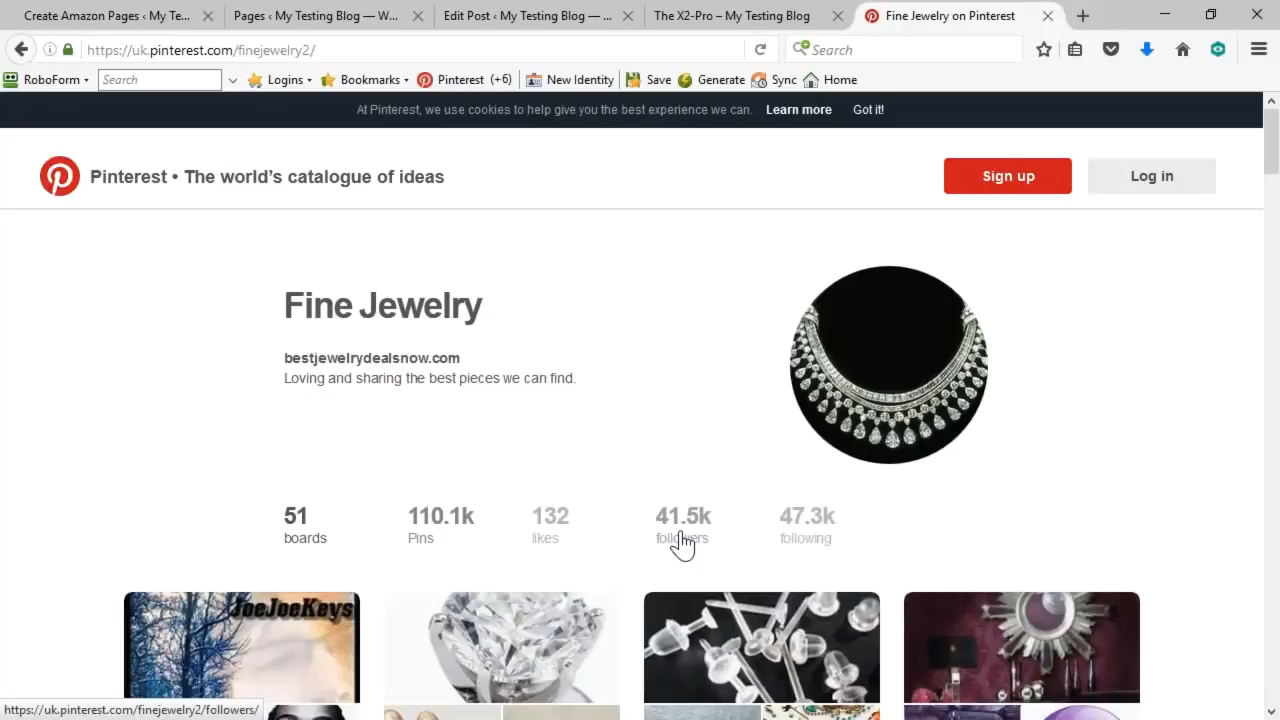 Create Amazon Pages ‹ My Te...
Pages ‹ My Testing Blog — W...
Edit Post ‹ My Testing Blog — ...
The X2-Pro – My Testing Blog
Fine Jewelry on Pinterest
https://uk.pinterest.com/finejewelry2/
Search
RoboForm
Search
Logins
Bookmarks
Pinterest (+6)
New Identity
Save
Generate
Sync
Home
At Pinterest, we use cookies to help give you the best experience we can. Learn more Got it!
Pinterest • The world’s catalogue of ideas
Sign up
Log in
Fine Jewelry
bestjewelrydealsnow.com
Loving and sharing the best pieces we can find.
51 110.1k 132 41.5k 47.3k
boards Pins likes followers following
JoeJoeKeys
https://uk.pinterest.com/finejewelry2/followers/